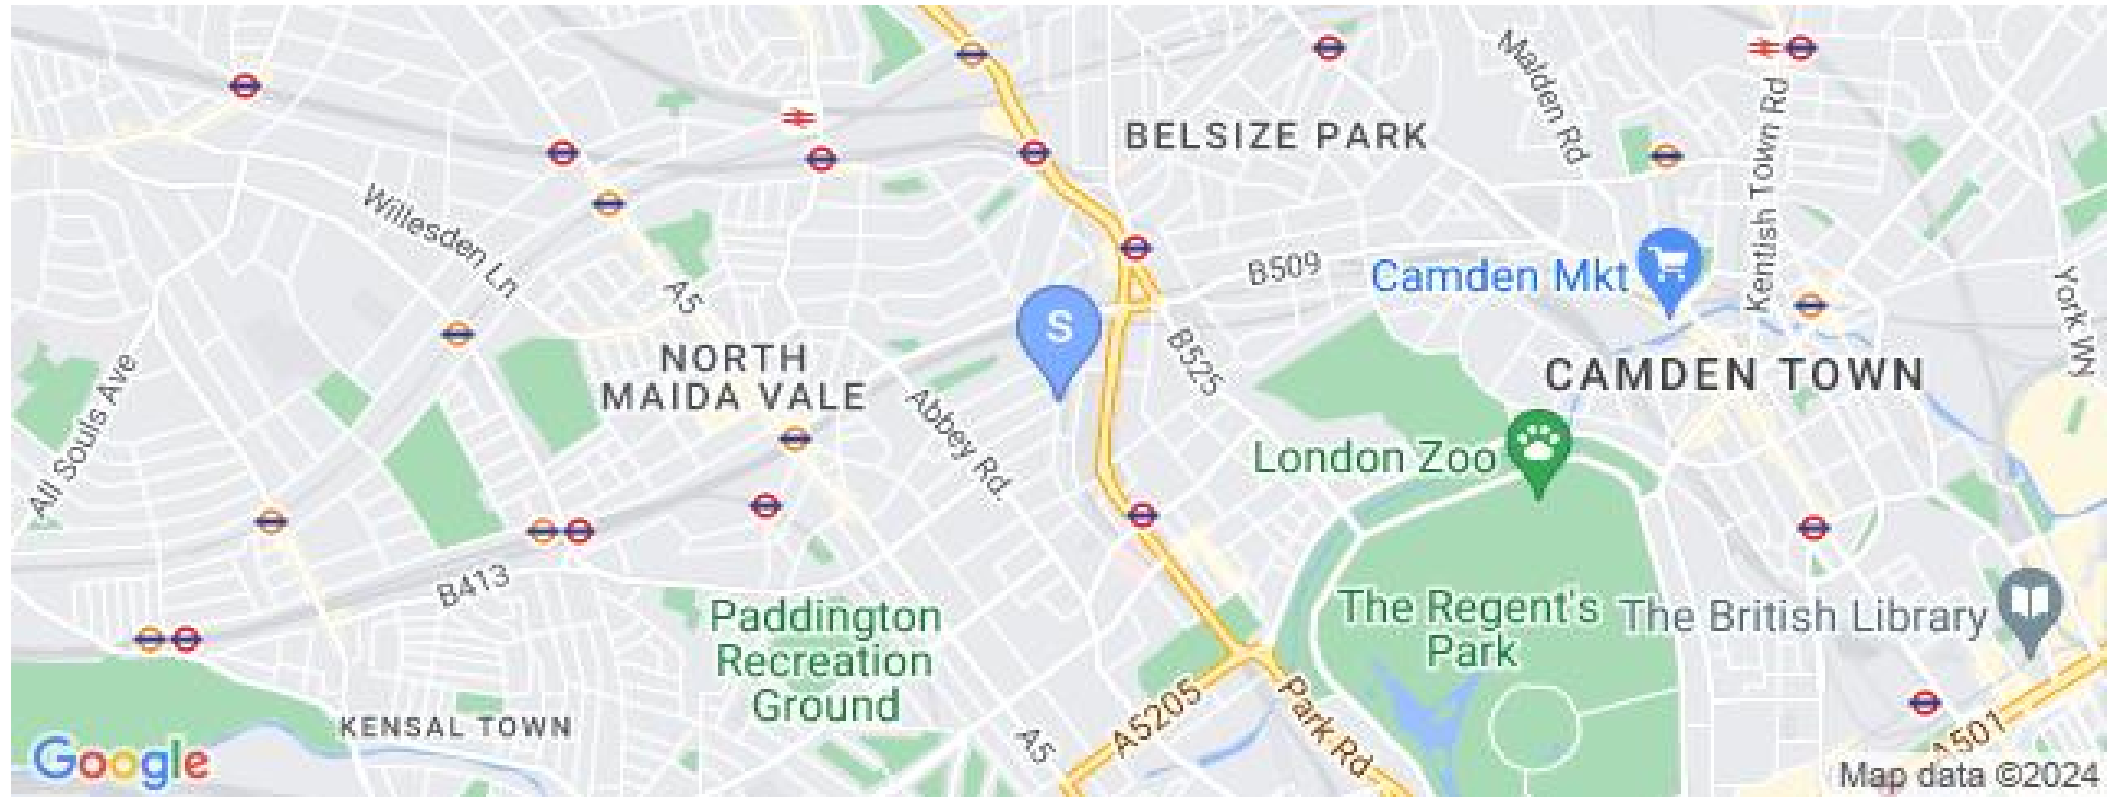 Malden Rd
Kentish Town Rd
BELSIZE PARK
Willesden Ln
A5
B509
Camden Mkt
York Wy
S
NORTH
MAIDA VALE
B525
CAMDEN TOWN
All Souls Ave
Abbey Rd.
London Zoo
B413
Paddington
Recreation
Ground
The Regent's
Park
The British Library
KENSAL TOWN
A5
A5205
Park Rd
A501
Google
Map data ©2024